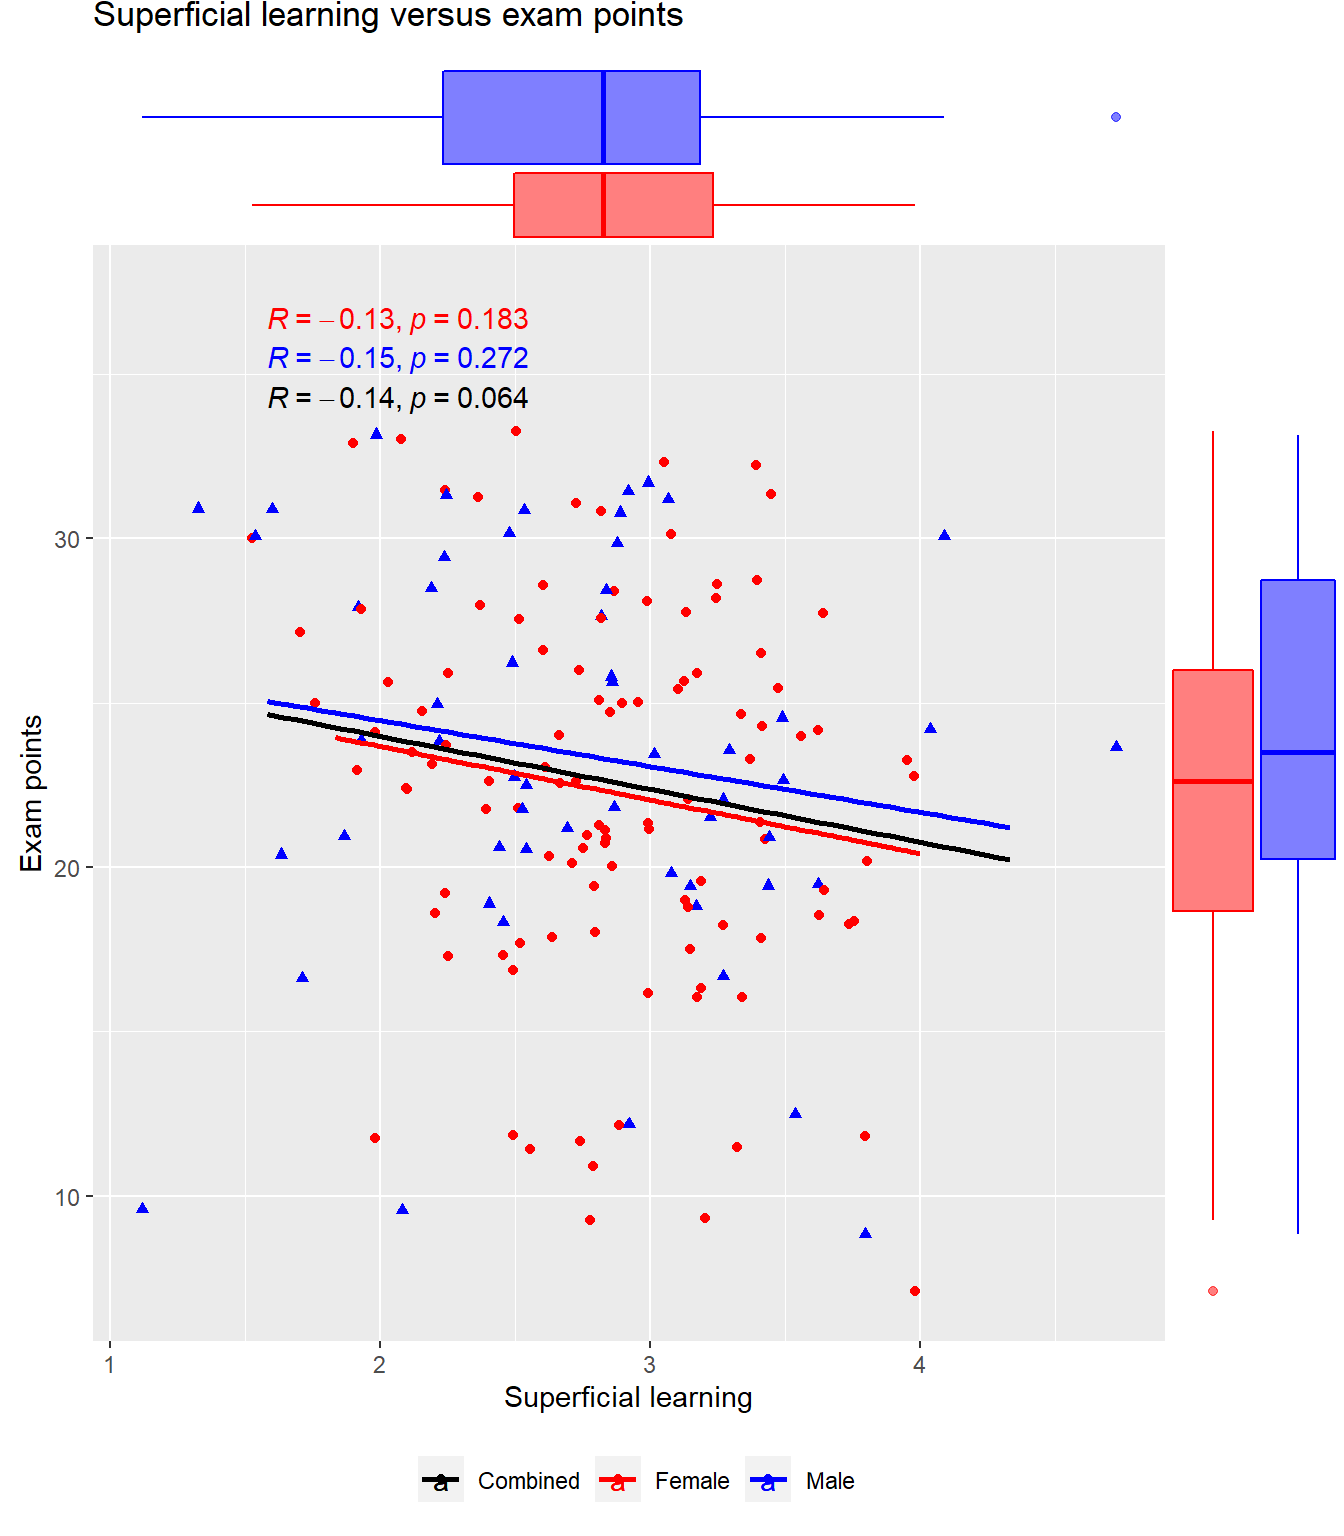 Superficial learning versus exam points
R = −0.13, p = 0.183
R = −0.15, p = 0.272
R = −0.14, p = 0.064
30
20
10
Exam points
1 2 3 4
Superficial learning
a Combined a Female a Male